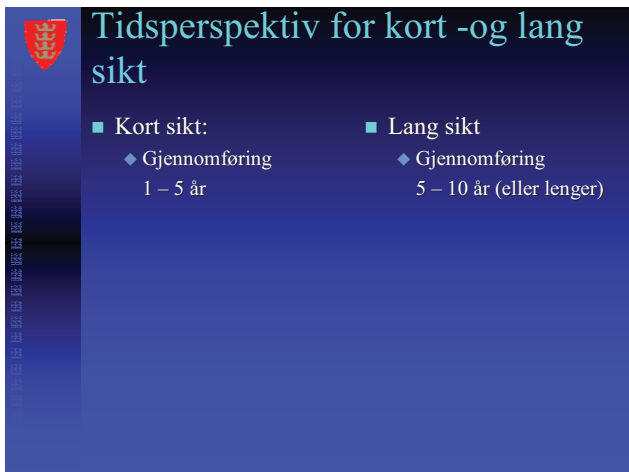 Tidsperspektiv for kort -og lang
sikt
Kort sikt:
Gjennomføring
1 – 5 år
Lang sikt
Gjennomføring
5 – 10 år (eller lenger)